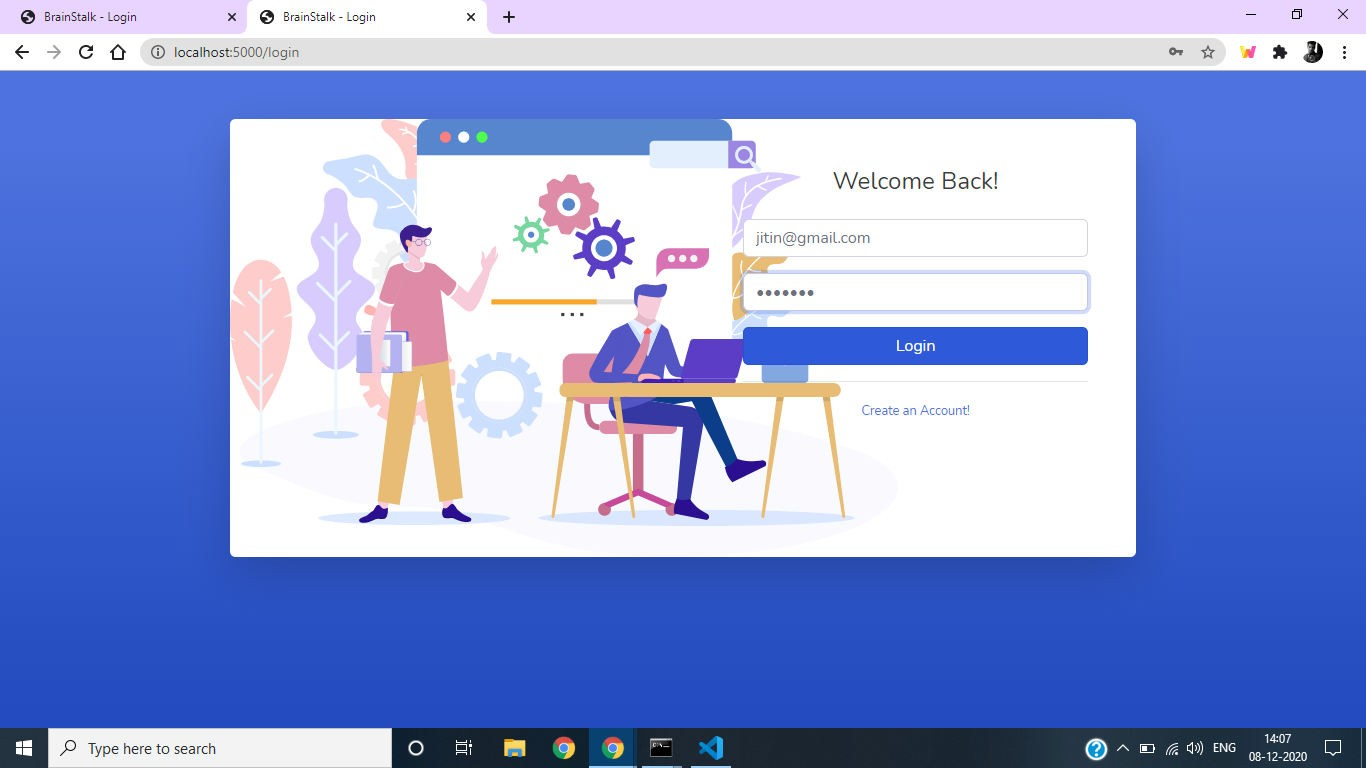 BrainStalk - Login
BrainStalk - Login
localhost:5000/login
Welcome Back!
jitin@gmail.com
•••••••
Login
Create an Account!
Type here to search
ENG
14:07
08-12-2020